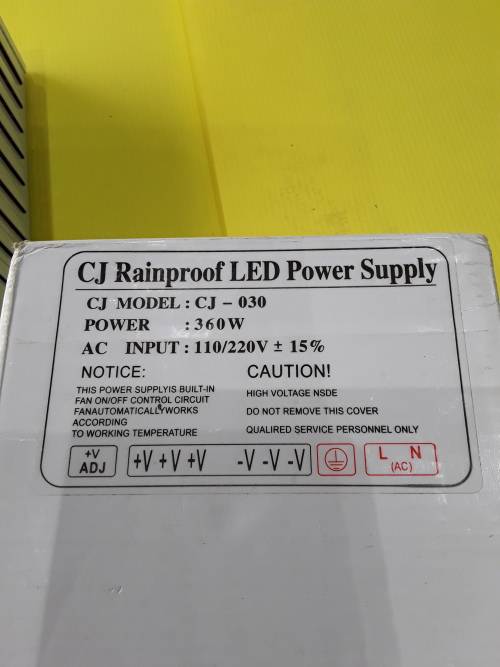 CJ Rainproof LED Power Supply
CJ MODEL : CJ - 030
POWER : 360W
AC INPUT : 110/220V ± 15%
NOTICE:
THIS POWER SUPPLYIS BUILT-IN
FAN ON/OFF CONTROL CIRCUIT
FANAUTOMATICALLYWORKS
ACCORDING
TO WORKING TEMPERATURE
CAUTION!
HIGH VOLTAGE NSDE
DO NOT REMOVE THIS COVER
QUALIRED SERVICE PERSONNEL ONLY
+V
ADJ
+V +V +V -V -V -V
L N
(AC)